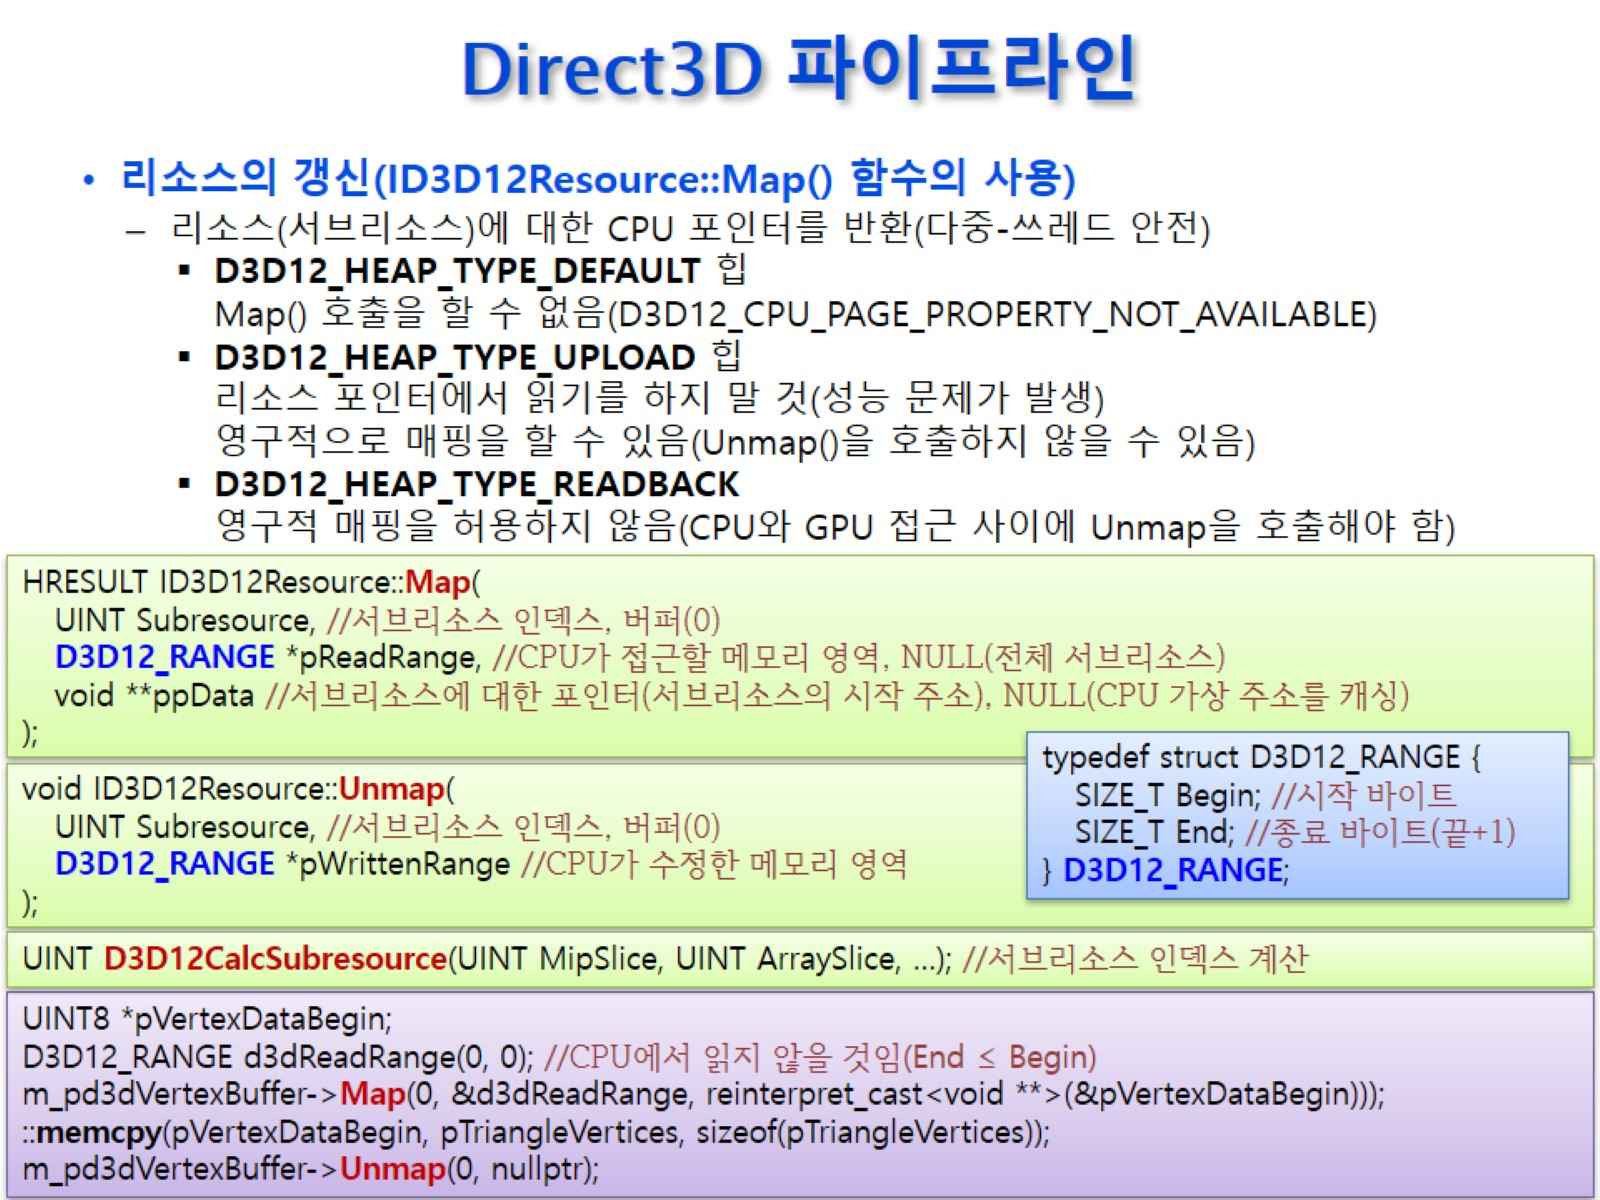 Direct3D 파이프라인
• 리소스의 갱신(ID3D12Resource::Map() 함수의 사용)
– 리소스(서브리소스)에 대한 CPU 포인터를 반환(다중-쓰레드 안전)
▪ D3D12_HEAP_TYPE_DEFAULT 힙
Map() 호출을 할 수 없음(D3D12_CPU_PAGE_PROPERTY_NOT_AVAILABLE)
▪ D3D12_HEAP_TYPE_UPLOAD 힙
리소스 포인터에서 읽기를 하지 말 것(성능 문제가 발생)
영구적으로 매핑을 할 수 있음(Unmap()을 호출하지 않을 수 있음)
▪ D3D12_HEAP_TYPE_READBACK
영구적 매핑을 허용하지 않음(CPU와 GPU 접근 사이에 Unmap을 호출해야 함)
HRESULT ID3D12Resource::Map(
UINT Subresource, //서브리소스 인덱스, 버퍼(0)
D3D12_RANGE *pReadRange, //CPU가 접근할 메모리 영역, NULL(전체 서브리소스)
void **ppData //서브리소스에 대한 포인터(서브리소스의 시작 주소), NULL(CPU 가상 주소를 캐싱)
);
void ID3D12Resource::Unmap(
UINT Subresource, //서브리소스 인덱스, 버퍼(0)
D3D12_RANGE *pWrittenRange //CPU가 수정한 메모리 영역
);
typedef struct D3D12_RANGE {
SIZE_T Begin; //시작 바이트
SIZE_T End; //종료 바이트(끝+1)
} D3D12_RANGE;
UINT D3D12CalcSubresource(UINT MipSlice, UINT ArraySlice, ...); //서브리소스 인덱스 계산
UINT8 *pVertexDataBegin;
D3D12_RANGE d3dReadRange(0, 0); //CPU에서 읽지 않을 것임(End ≤ Begin)
m_pd3dVertexBuffer->Map(0, &d3dReadRange, reinterpret_cast<void **>(&pVertexDataBegin)));
::memcpy(pVertexDataBegin, pTriangleVertices, sizeof(pTriangleVertices));
m_pd3dVertexBuffer->Unmap(0, nullptr);